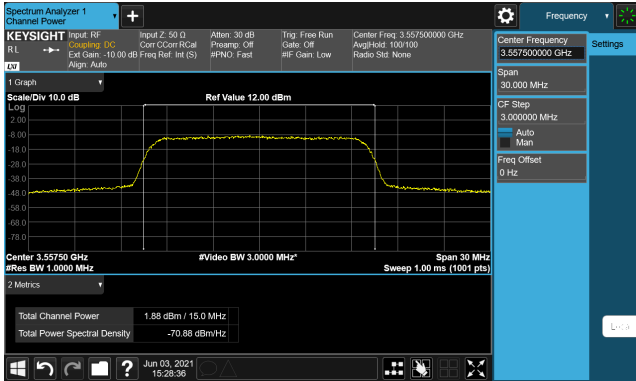 Spectrum Analyzer 1
Channel Power
Frequency
KEYSIGHT
RL
LXI
Input: RF
Coupling: DC
Ext Gain: -10.00 dB
Align: Auto
Input Z: 50 Ω
Corr CCorr RCal
Freq Ref: Int (S)
Atten: 30 dB
Preamp: Off
#PNO: Fast
Trig: Free Run
Gate: Off
#IF Gain: Low
Center Freq: 3.557500000 GHz
Avg|Hold: 100/100
Radio Std: None
Center Frequency
3.557500000 GHz
Settings
Span
30.000 MHz
CF Step
3.000000 MHz
Auto
Man
Freq Offset
0 Hz
1 Graph
Scale/Div 10.0 dB
Ref Value 12.00 dBm
Log
2.00
-8.00
-18.0
-28.0
-38.0
-48.0
-58.0
-68.0
-78.0
Center 3.55750 GHz
#Video BW 3.0000 MHz*
Span 30 MHz
#Res BW 1.0000 MHz
Sweep 1.00 ms (1001 pts)
2 Metrics
Total Channel Power
1.88 dBm / 15.0 MHz
Total Power Spectral Density
-70.88 dBm/Hz
?
Jun 03, 2021
15:28:36